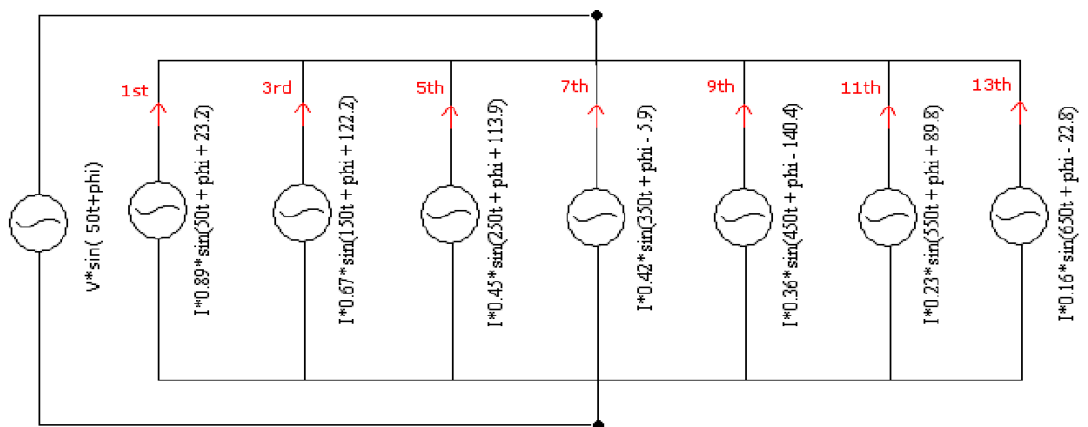 1st
3rd
5th
7th
9th
11th
13th
V*sin( 50t+phi)
I*0.89*sin(50t + phi + 23.2)
I*0.67*sin(150t + phi + 122.2)
I*0.45*sin(250t + phi + 113.9)
I*0.42*sin(350t + phi - 5.9)
I*0.36*sin(450t + phi - 140.4)
I*0.23*sin(550t + phi + 89.8)
I*0.16*sin(650t + phi - 22.8)